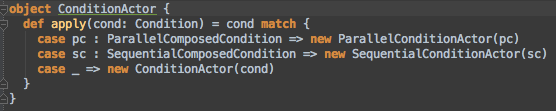 object ConditionActor {
  def apply(cond: Condition) = cond match {
    case pc : ParallelComposedCondition => new ParallelConditionActor(pc)
    case sc : SequentialComposedCondition => new SequentialConditionActor(sc)
    case _ => new ConditionActor(cond)
  }
}